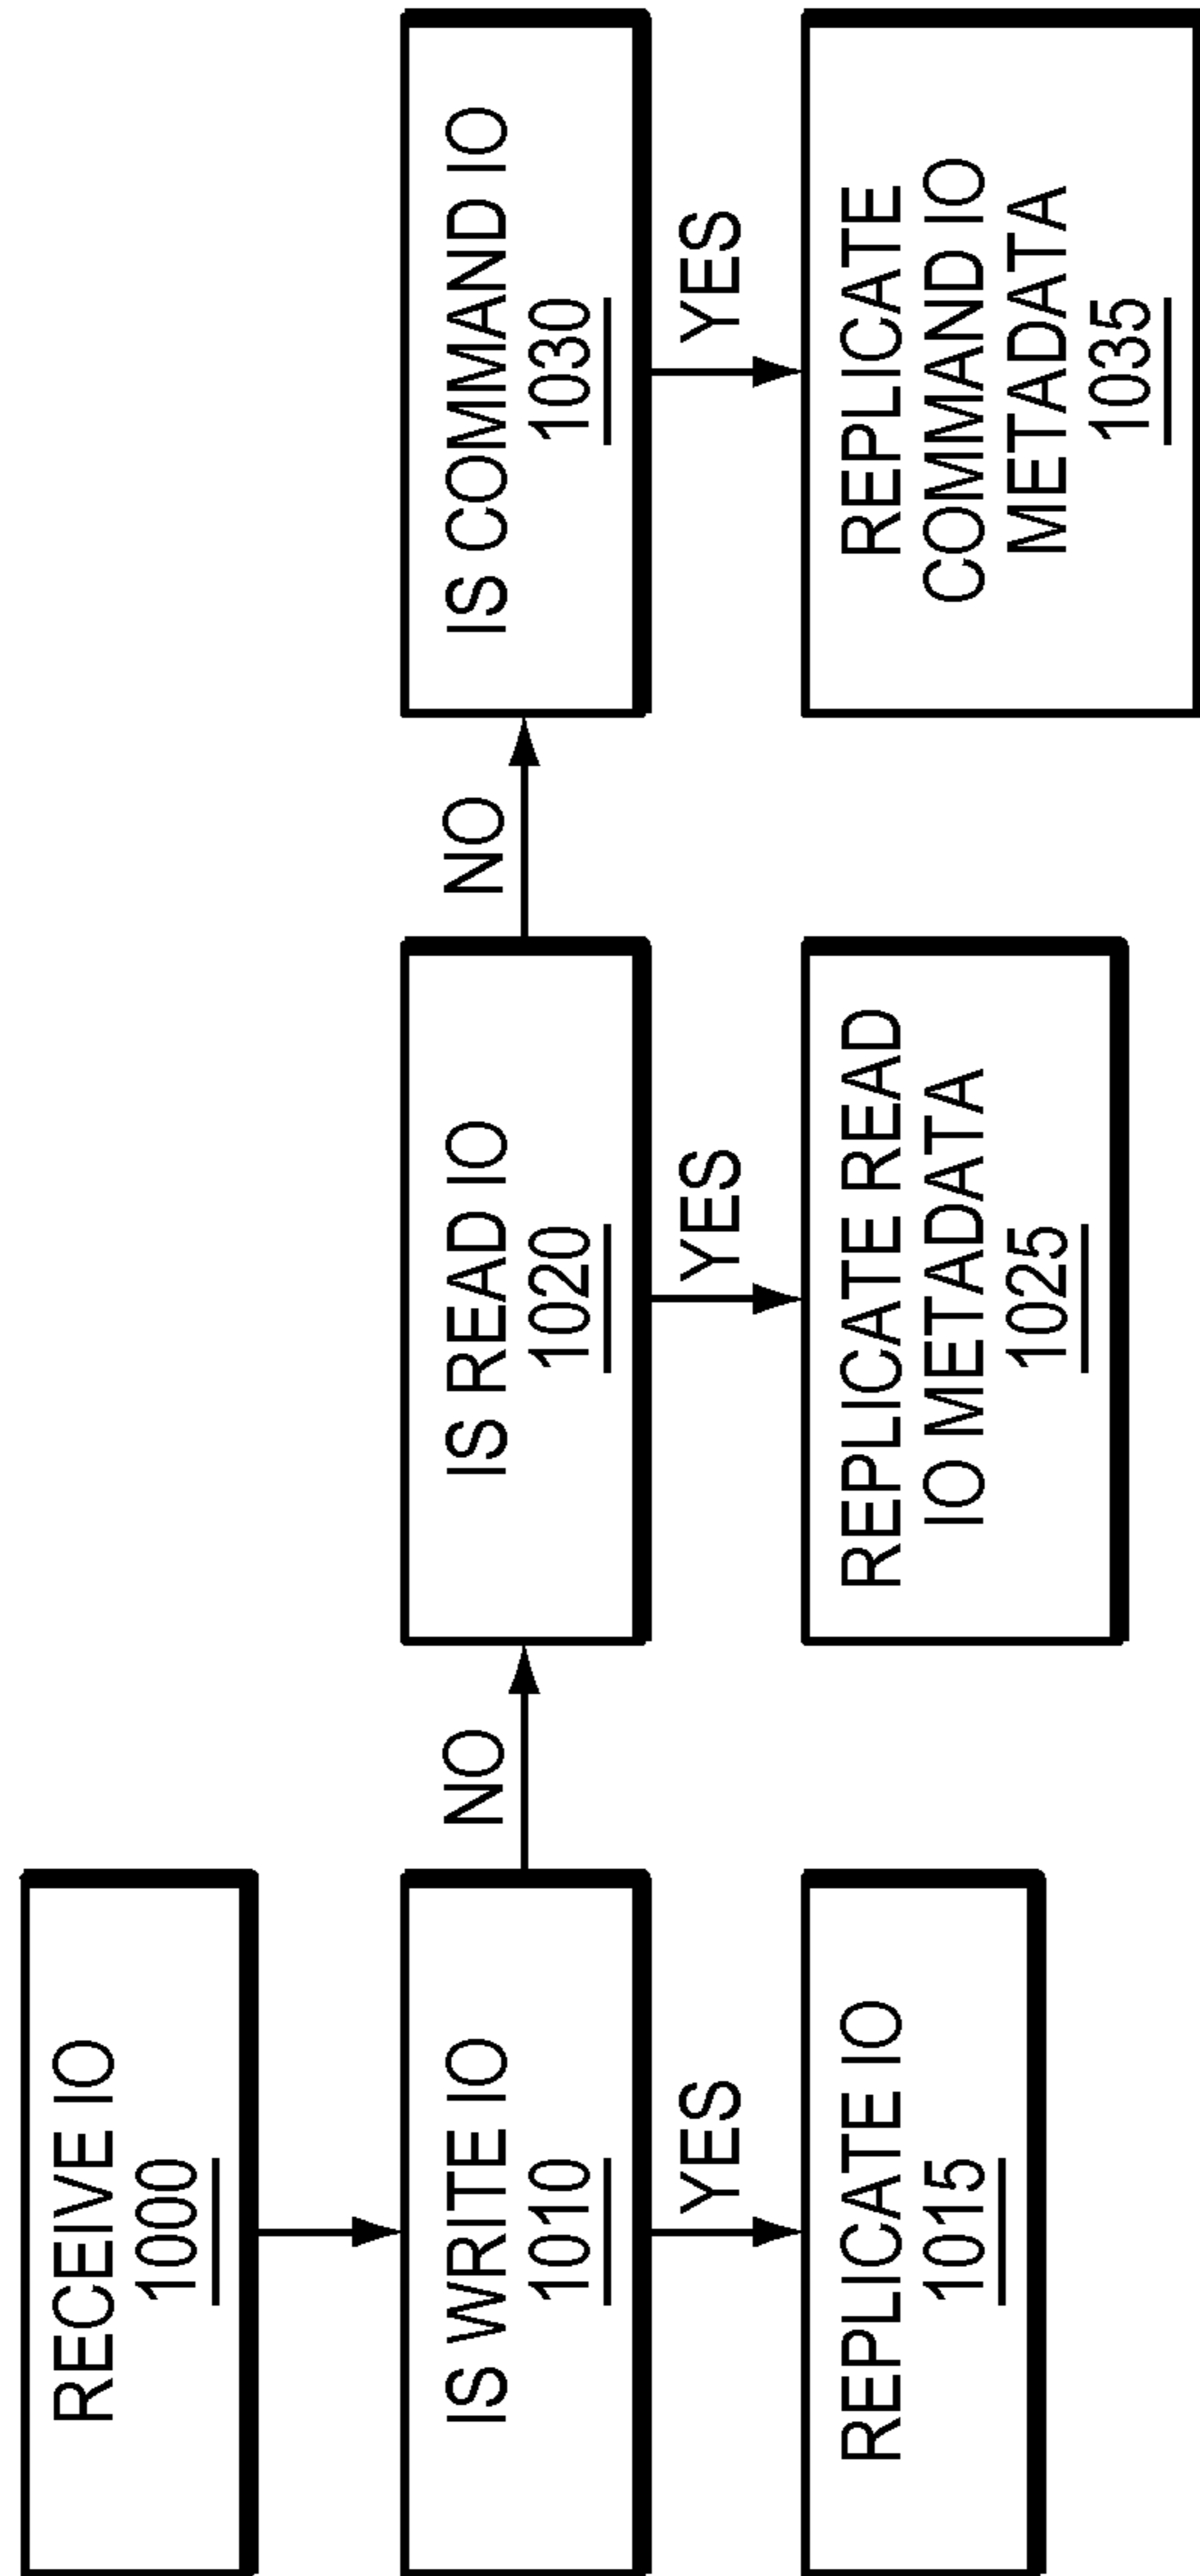 RECEIVE IO
1000
IS WRITE IO
1010
NO
IS READ IO
1020
NO
IS COMMAND IO
1030
YES
YES
YES
REPLICATE IO
1015
REPLICATE READ
IO METADATA
1025
REPLICATE
COMMAND IO
METADATA
1035